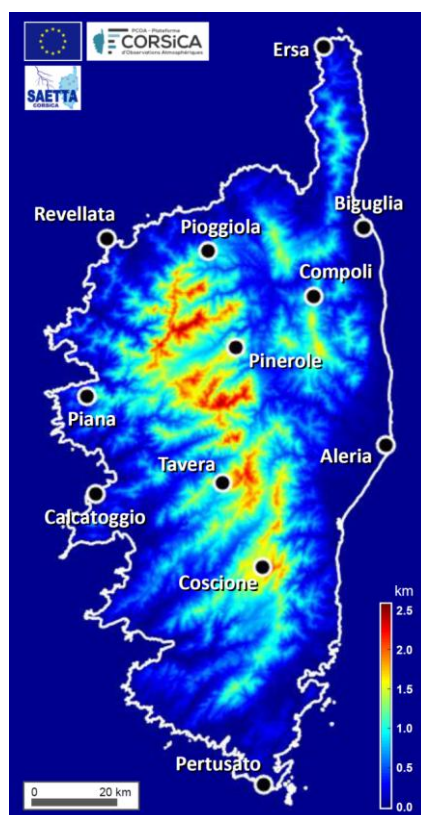 PCOA - Plateforme
CORSiCA
d'Observations Atmosphériques
SAETTA
CORSICA
Ersa
Biguglia
Revellata
Pioggiola
Compoli
Pinerole
Piana
Aleria
Tavera
Calcatoggio
Coscione
km
2.6
2.0
1.5
1.0
0.5
0.0
Pertusato
0 20 km